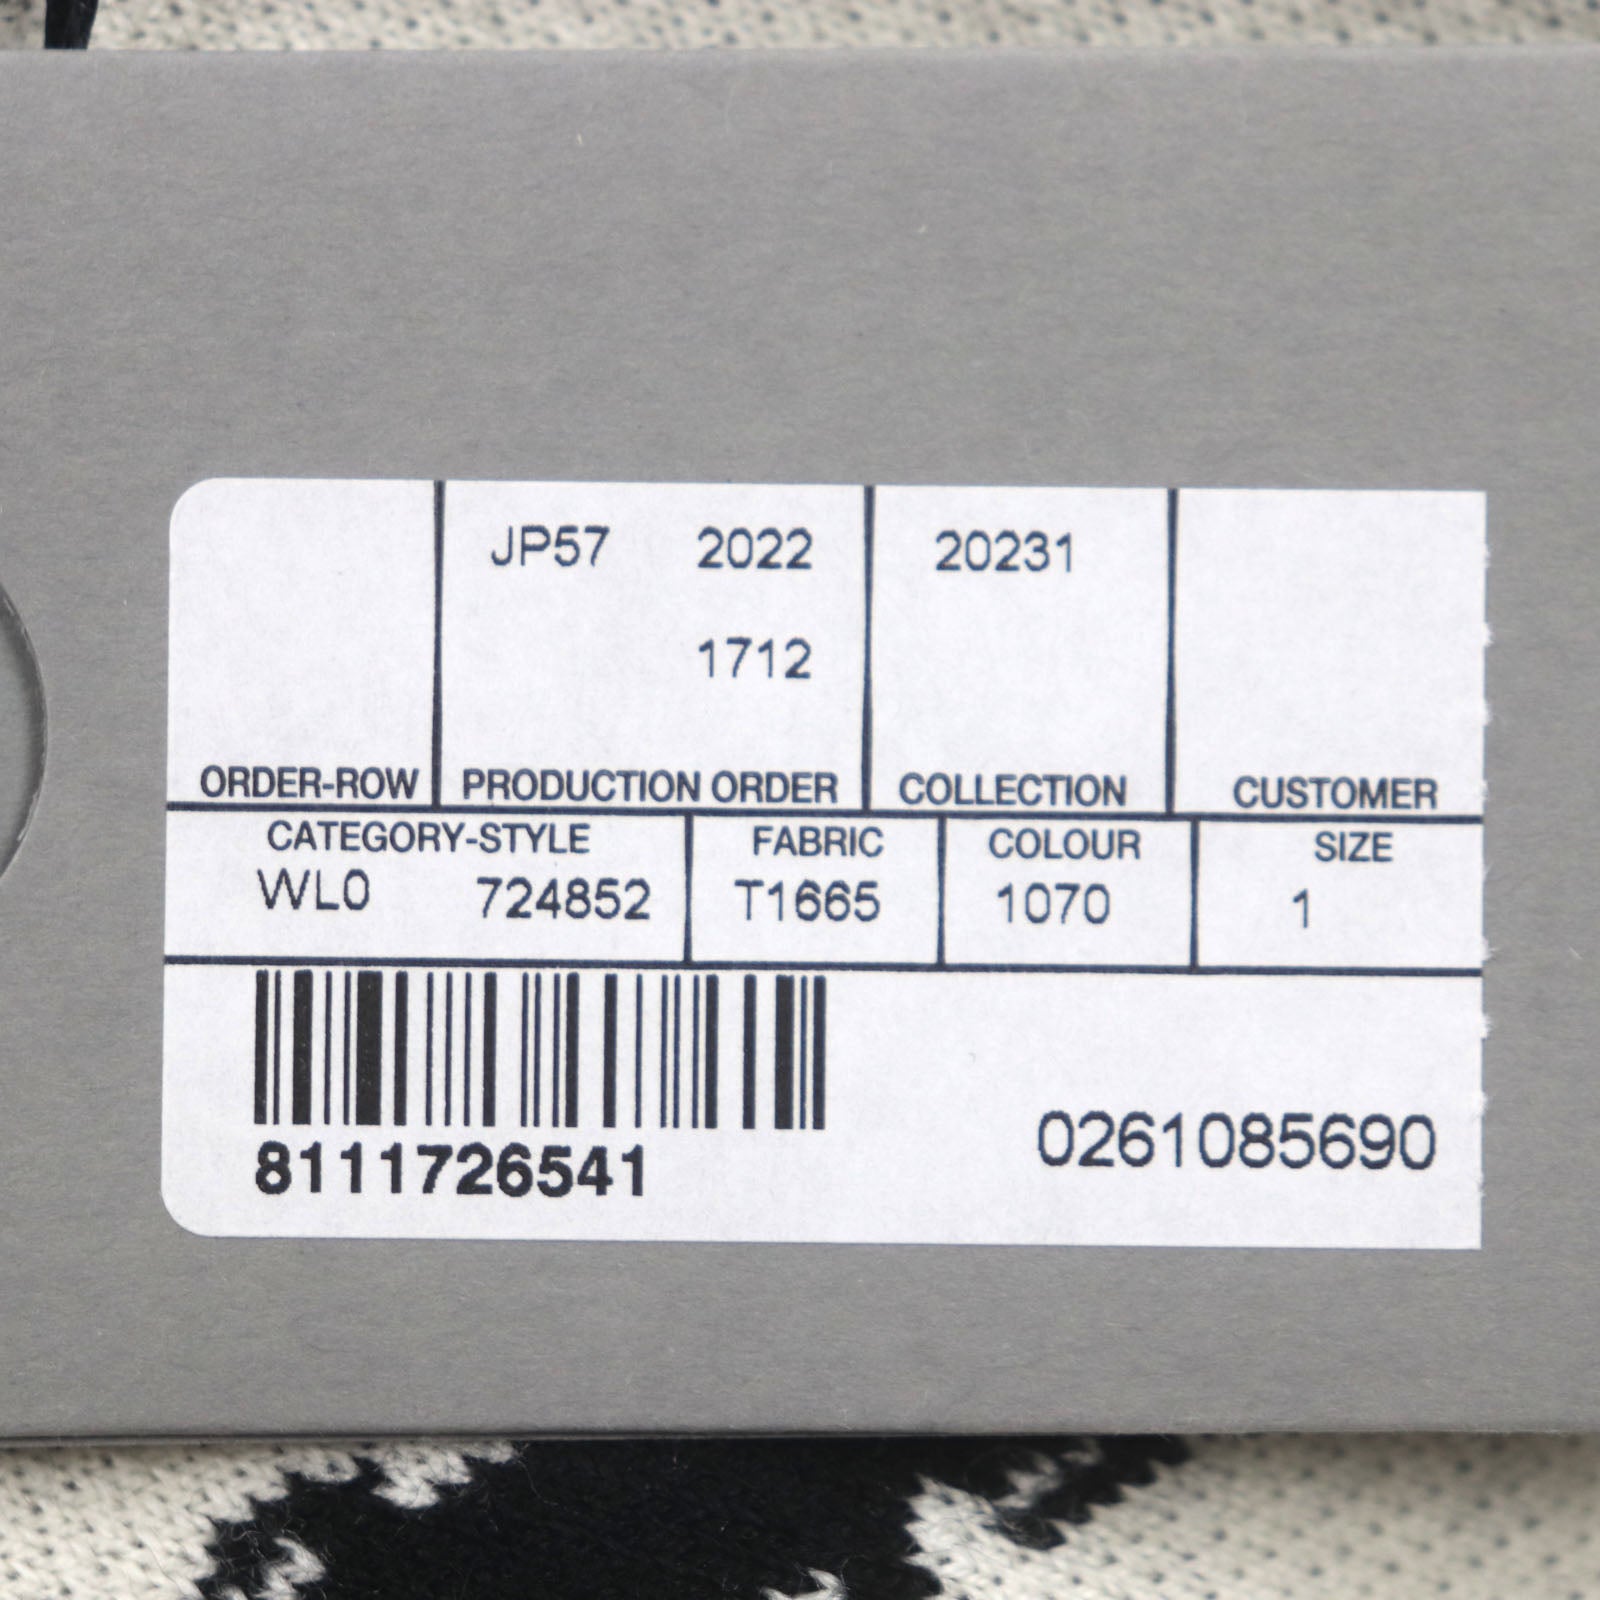 JP57 2022 20231
1712
ORDER-ROW PRODUCTION ORDER COLLECTION CUSTOMER
CATEGORY-STYLE FABRIC COLOUR SIZE
WL0 724852 T1665 1070 1
8111726541 0261085690